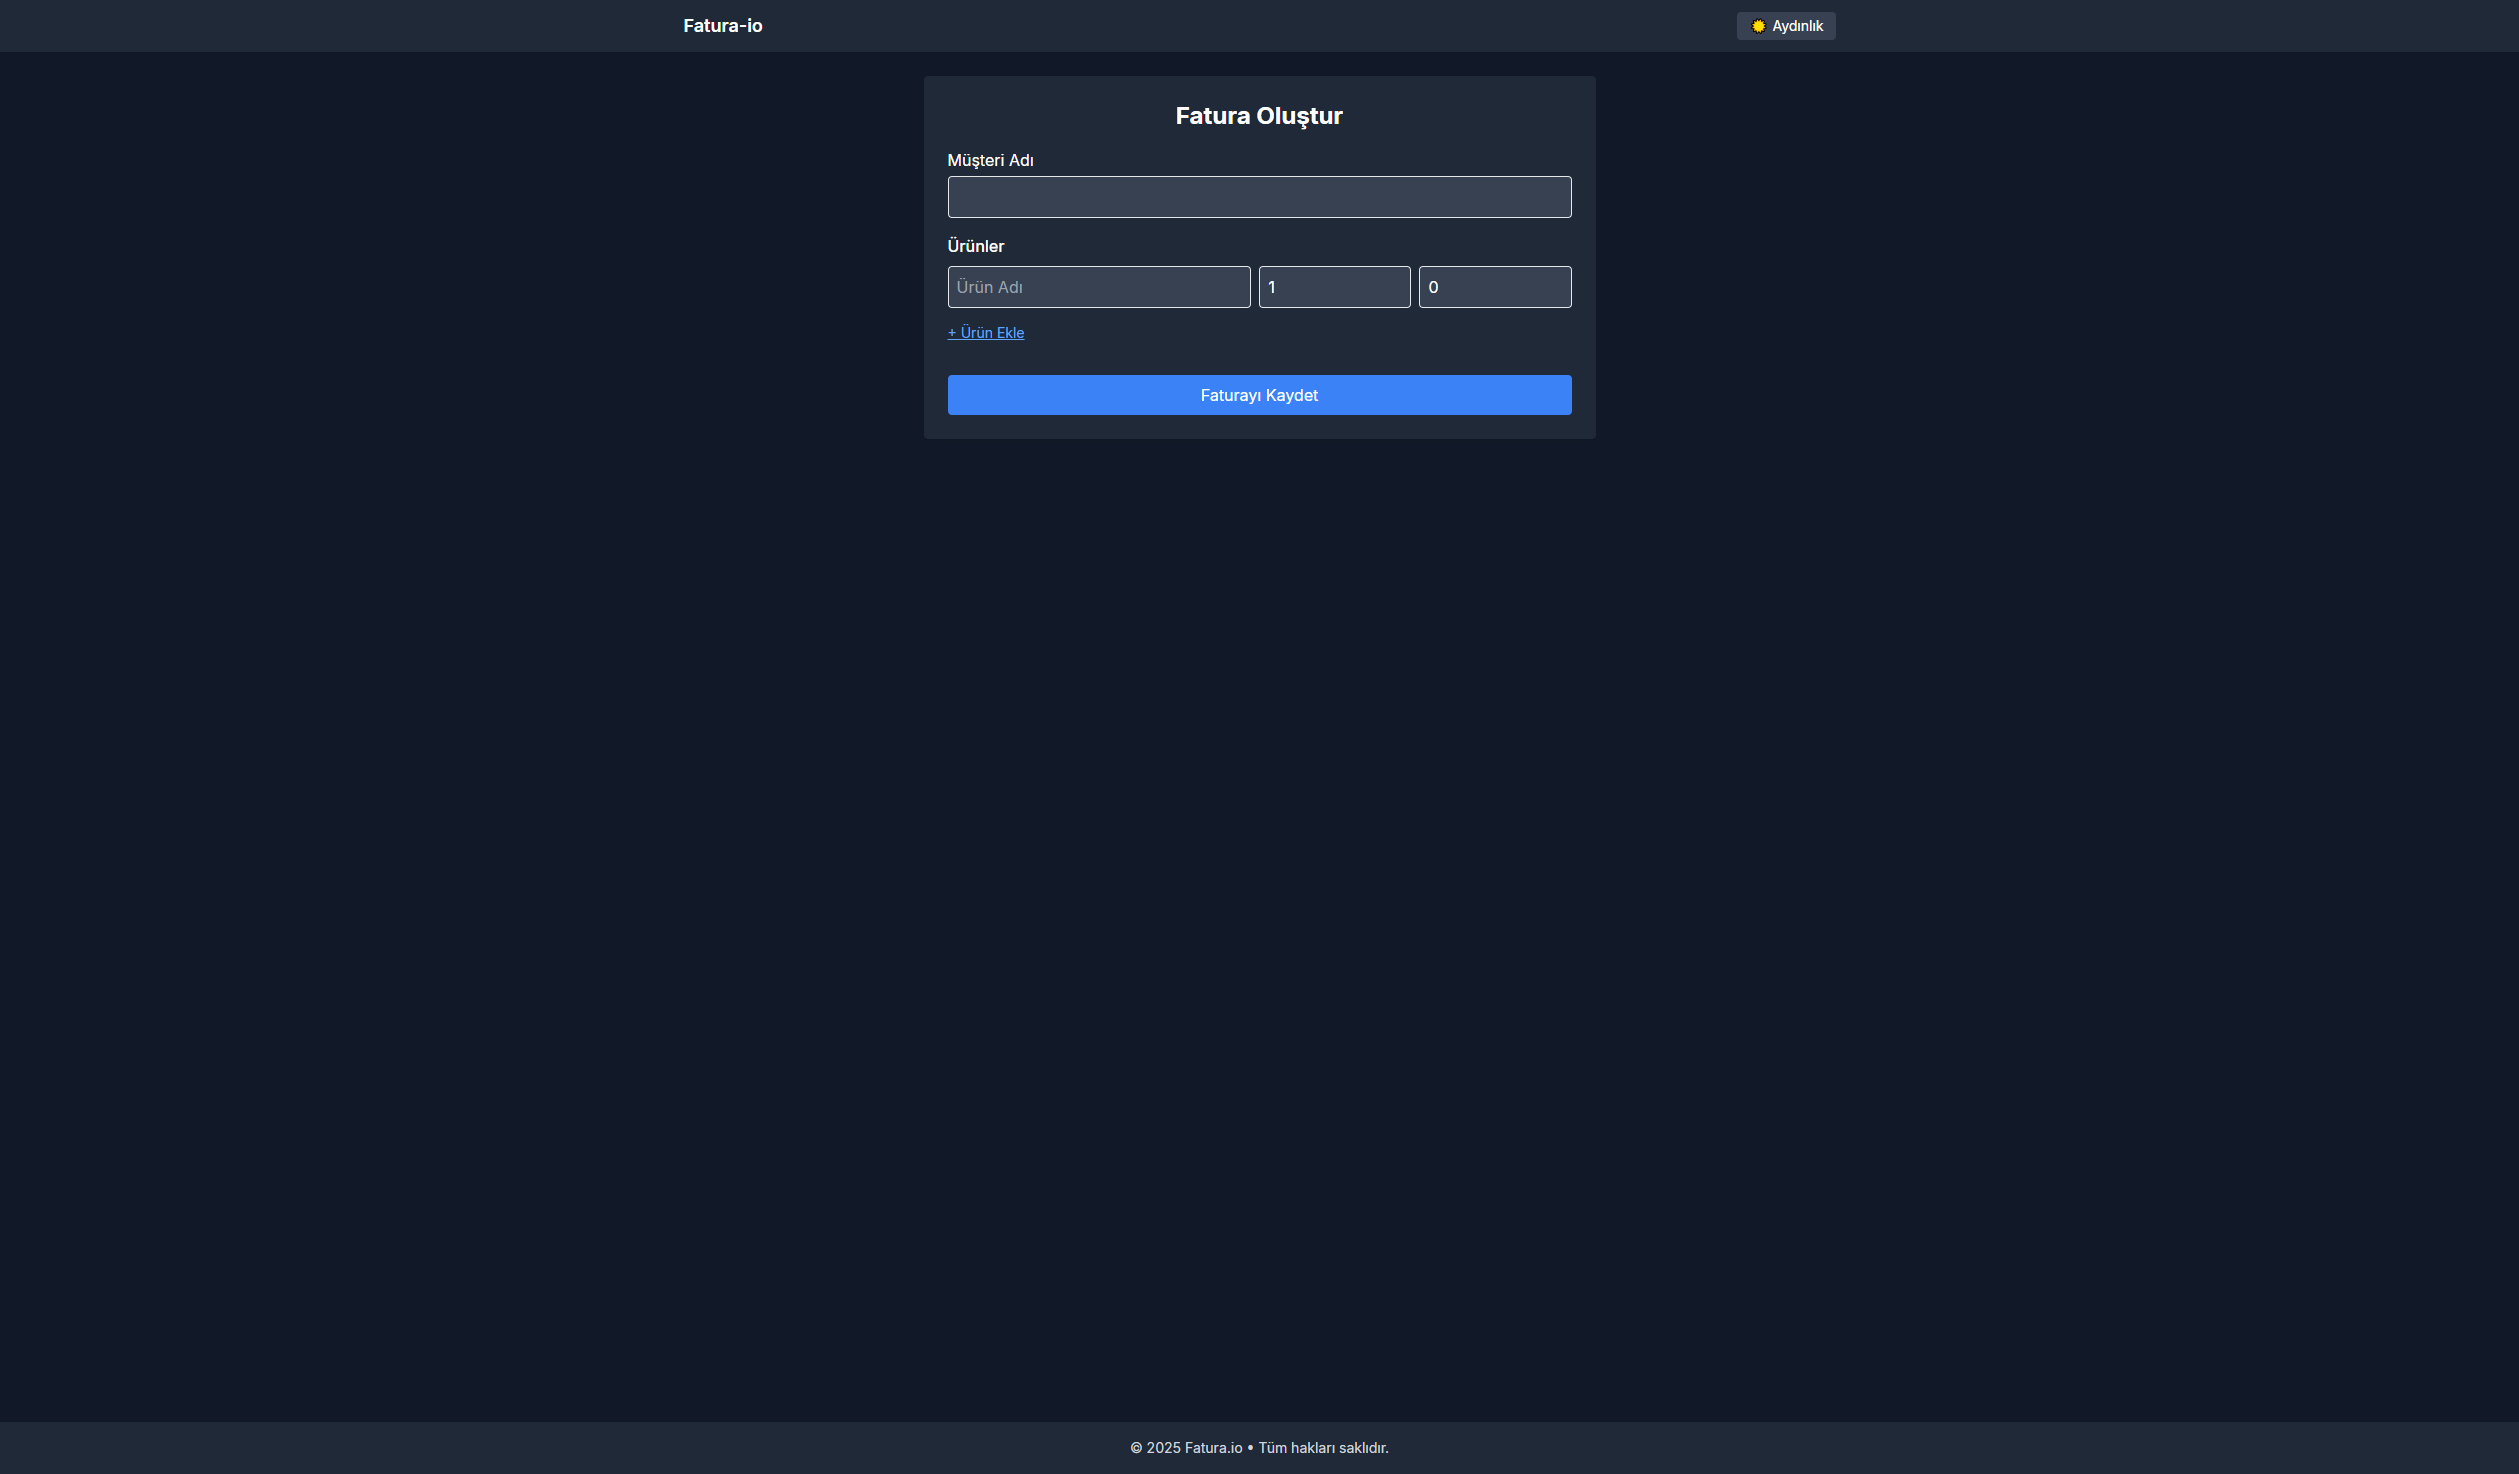 Fatura-io
Aydınlık
Fatura Oluştur
Müşteri Adı
Ürünler
Ürün Adı 1 0
+ Ürün Ekle
Faturayı Kaydet
© 2025 Fatura.io • Tüm hakları saklıdır.